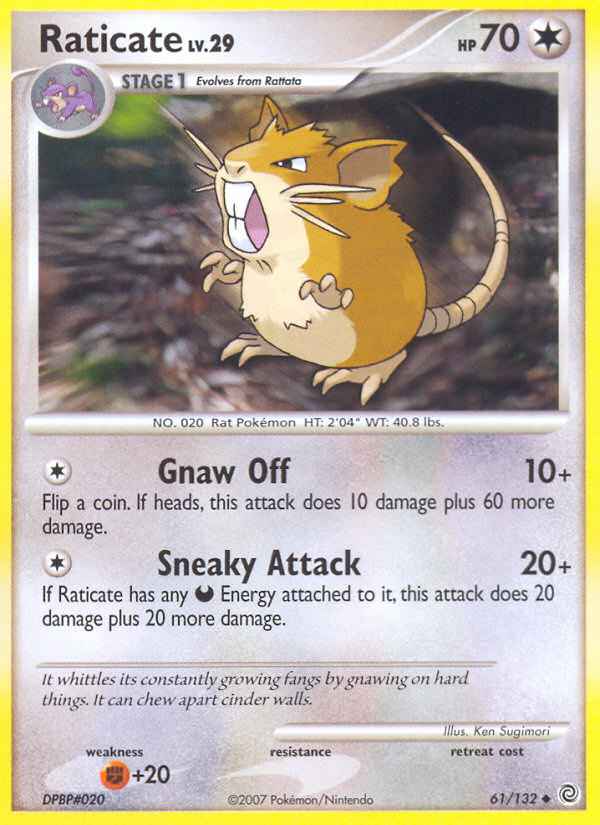 Raticate LV.29 HP 70
STAGE 1 Evolves from Rattata
NO. 020 Rat Pokémon HT: 2'04" WT: 40.8 lbs.
Gnaw Off 10+
Flip a coin. If heads, this attack does 10 damage plus 60 more
damage.
Sneaky Attack 20+
If Raticate has any Energy attached to it, this attack does 20
damage plus 20 more damage.
It whittles its constantly growing fangs by gnawing on hard
things. It can chew apart cinder walls.
Illus. Ken Sugimori
weakness resistance retreat cost
+20
DPBP#020 ©2007 Pokémon/Nintendo 61/132